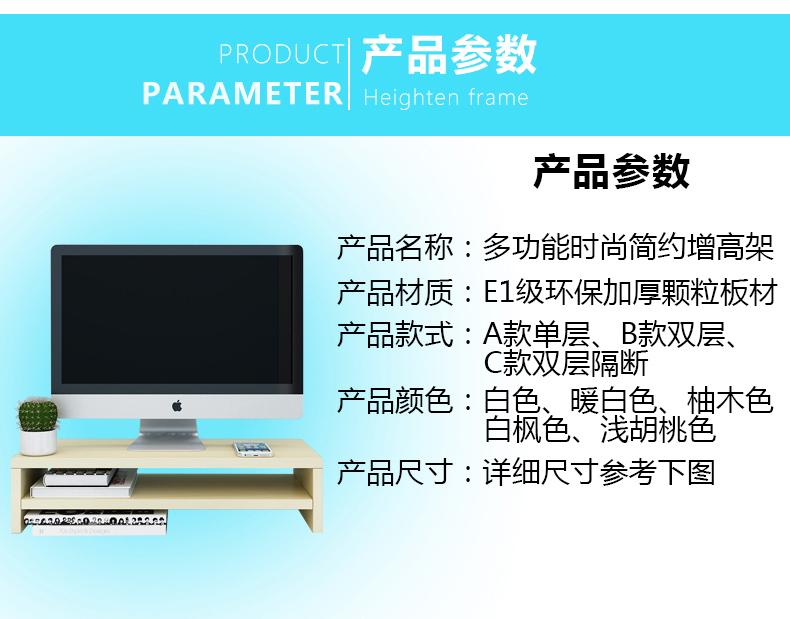 PRODUCT
PARAMETER
产品参数
Heighten frame
产品参数
产品名称：多功能时尚简约增高架
产品材质：E1级环保加厚颗粒板材
产品款式：A款单层、B款双层、
C款双层隔断
产品颜色：白色、暖白色、柚木色
白枫色、浅胡桃色
产品尺寸：详细尺寸参考下图